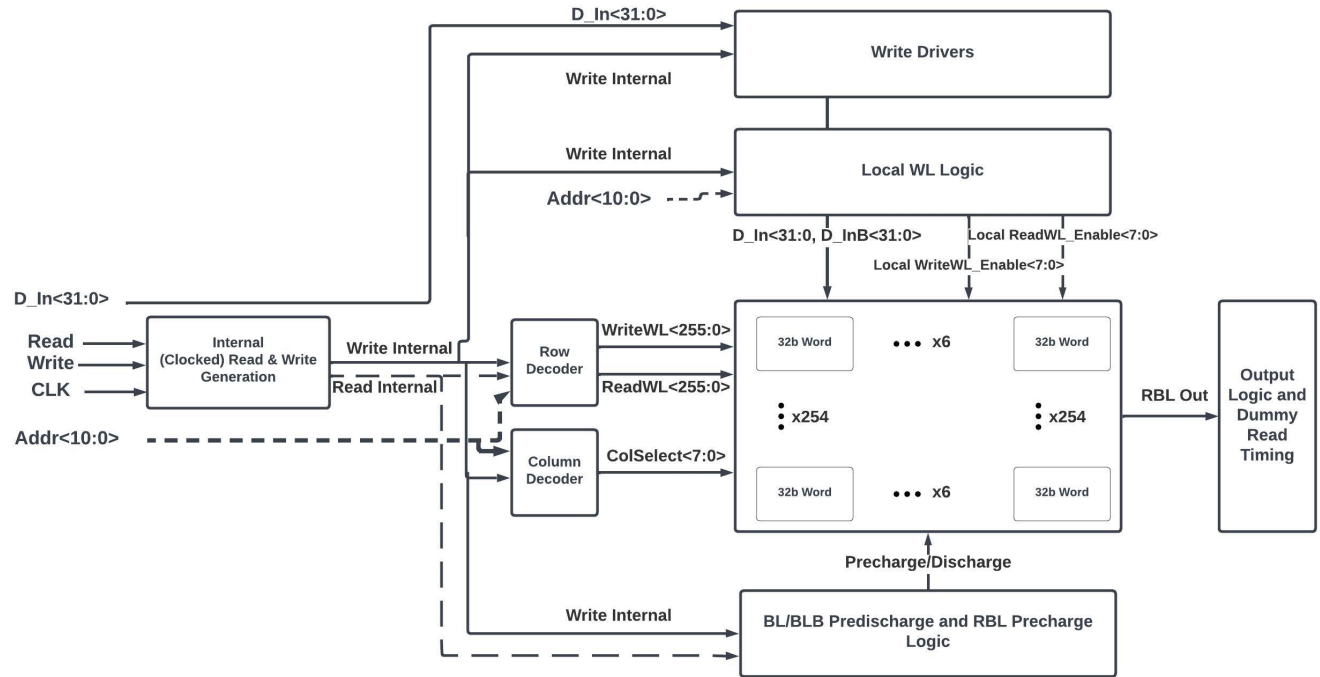 D_In<31:0>
Write Drivers
Write Internal
Write Internal
Local WL Logic
Addr<10:0>
D_In<31:0, D_InB<31:0>
Local ReadWL_Enable<7:0>
Local WriteWL_Enable<7:0>
D_In<31:0>
Read
Write
CLK
Internal
(Clocked) Read & Write
Generation
Write Internal
Read Internal
Addr<10:0>
Row
Decoder
WriteWL<255:0>
ReadWL<255:0>
Column
Decoder
ColSelect<7:0>
32b Word
x6
32b Word
x254
x254
32b Word
x6
32b Word
RBL Out
Output
Logic and
Dummy
Read
Timing
Precharge/Discharge
Write Internal
BL/BLB Predischarge and RBL Precharge
Logic